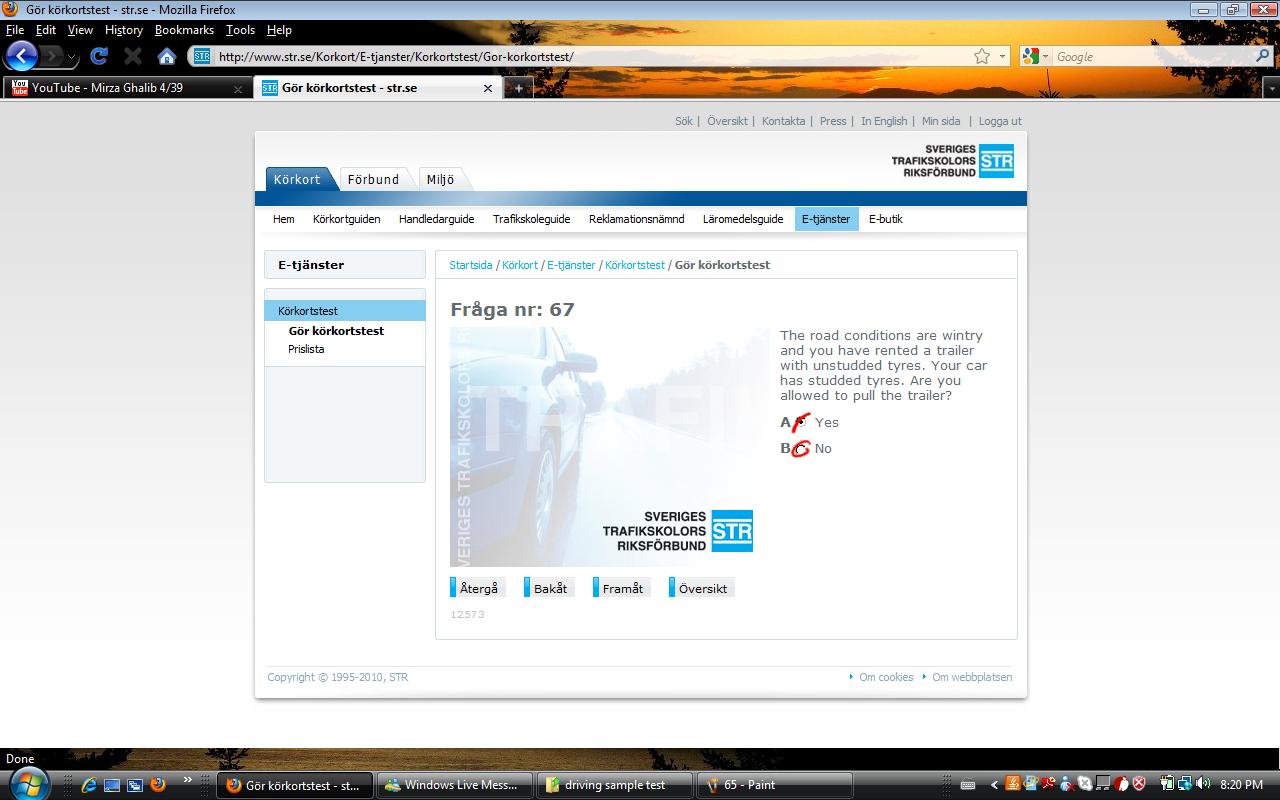 Gör körkortstest - str.se - Mozilla Firefox
File Edit View History Bookmarks Tools Help
STR http://www.str.se/Korkort/E-tjanster/Korkortstest/Gor-korkortstest/ Google
YouTube - Mirza Ghalib 4/39 STR Gör körkortstest - str.se
Sök | Översikt | Kontakta | Press | In English | Min sida | Logga ut
SVERIGES
TRAFIKSKOLORS
RIKSFÖRBUND
STR
Körkort Förbund Miljö
Hem Körkortguiden Handledarguide Trafikskoleguide Reklamationsnämnd Läromedelsguide E-tjänster E-butik
E-tjänster
Körkortstest
Gör körkortstest
Prislista
Startsida / Körkort / E-tjänster / Körkortstest / Gör körkortstest
Fråga nr: 67
The road conditions are wintry
and you have rented a trailer
with unstudded tyres. Your car
has studded tyres. Are you
allowed to pull the trailer?
A Yes
B No
SVERIGES
TRAFIKSKOLORS
RIKSFÖRBUND
STR
Återgå Bakåt Framåt Översikt
12573
Copyright © 1995-2010, STR
Om cookies Om webbplatsen
Done
Gör körkortstest - st... Windows Live Mess... driving sample test 65 - Paint 8:20 PM